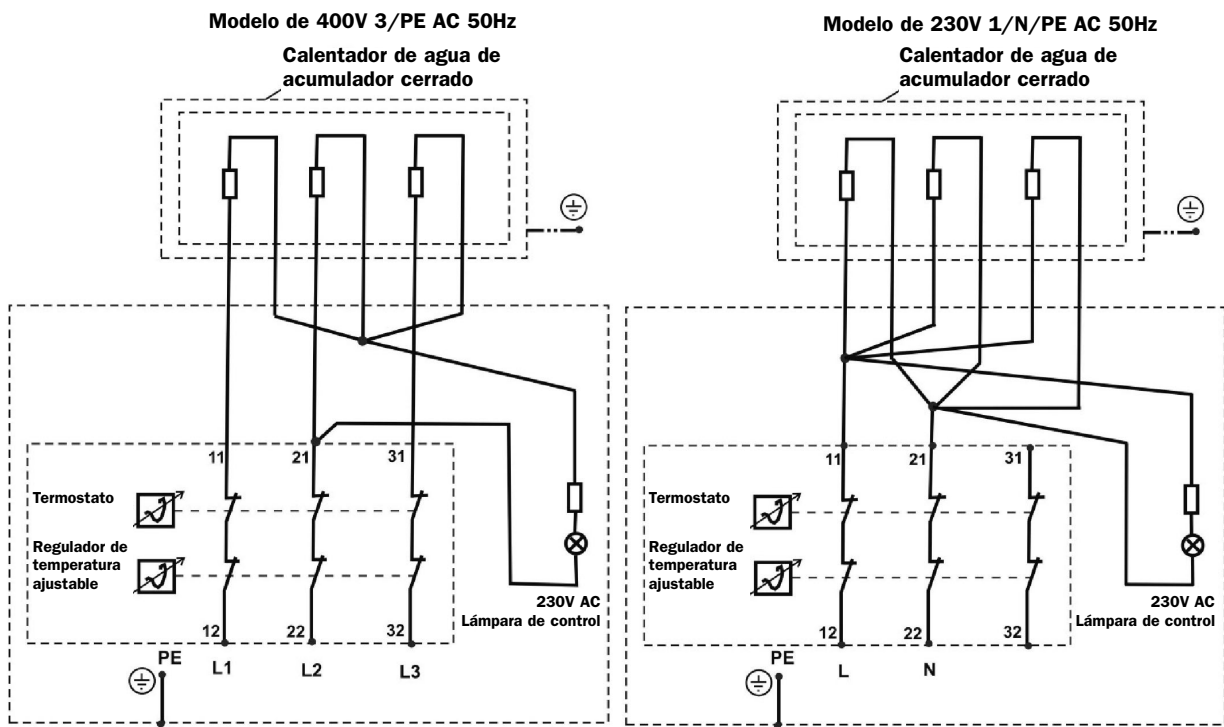 Modelo de 400V 3/PE AC 50Hz
Calentador de agua de
acumulador cerrado
11
21
31
Termostato
Regulador de
temperatura
ajustable
12
22
32
230V AC
Lámpara de control
PE
L1
L2
L3
Modelo de 230V 1/N/PE AC 50Hz
Calentador de agua de
acumulador cerrado
11
21
31
Termostato
Regulador de
temperatura
ajustable
12
22
32
230V AC
Lámpara de control
PE
L
N